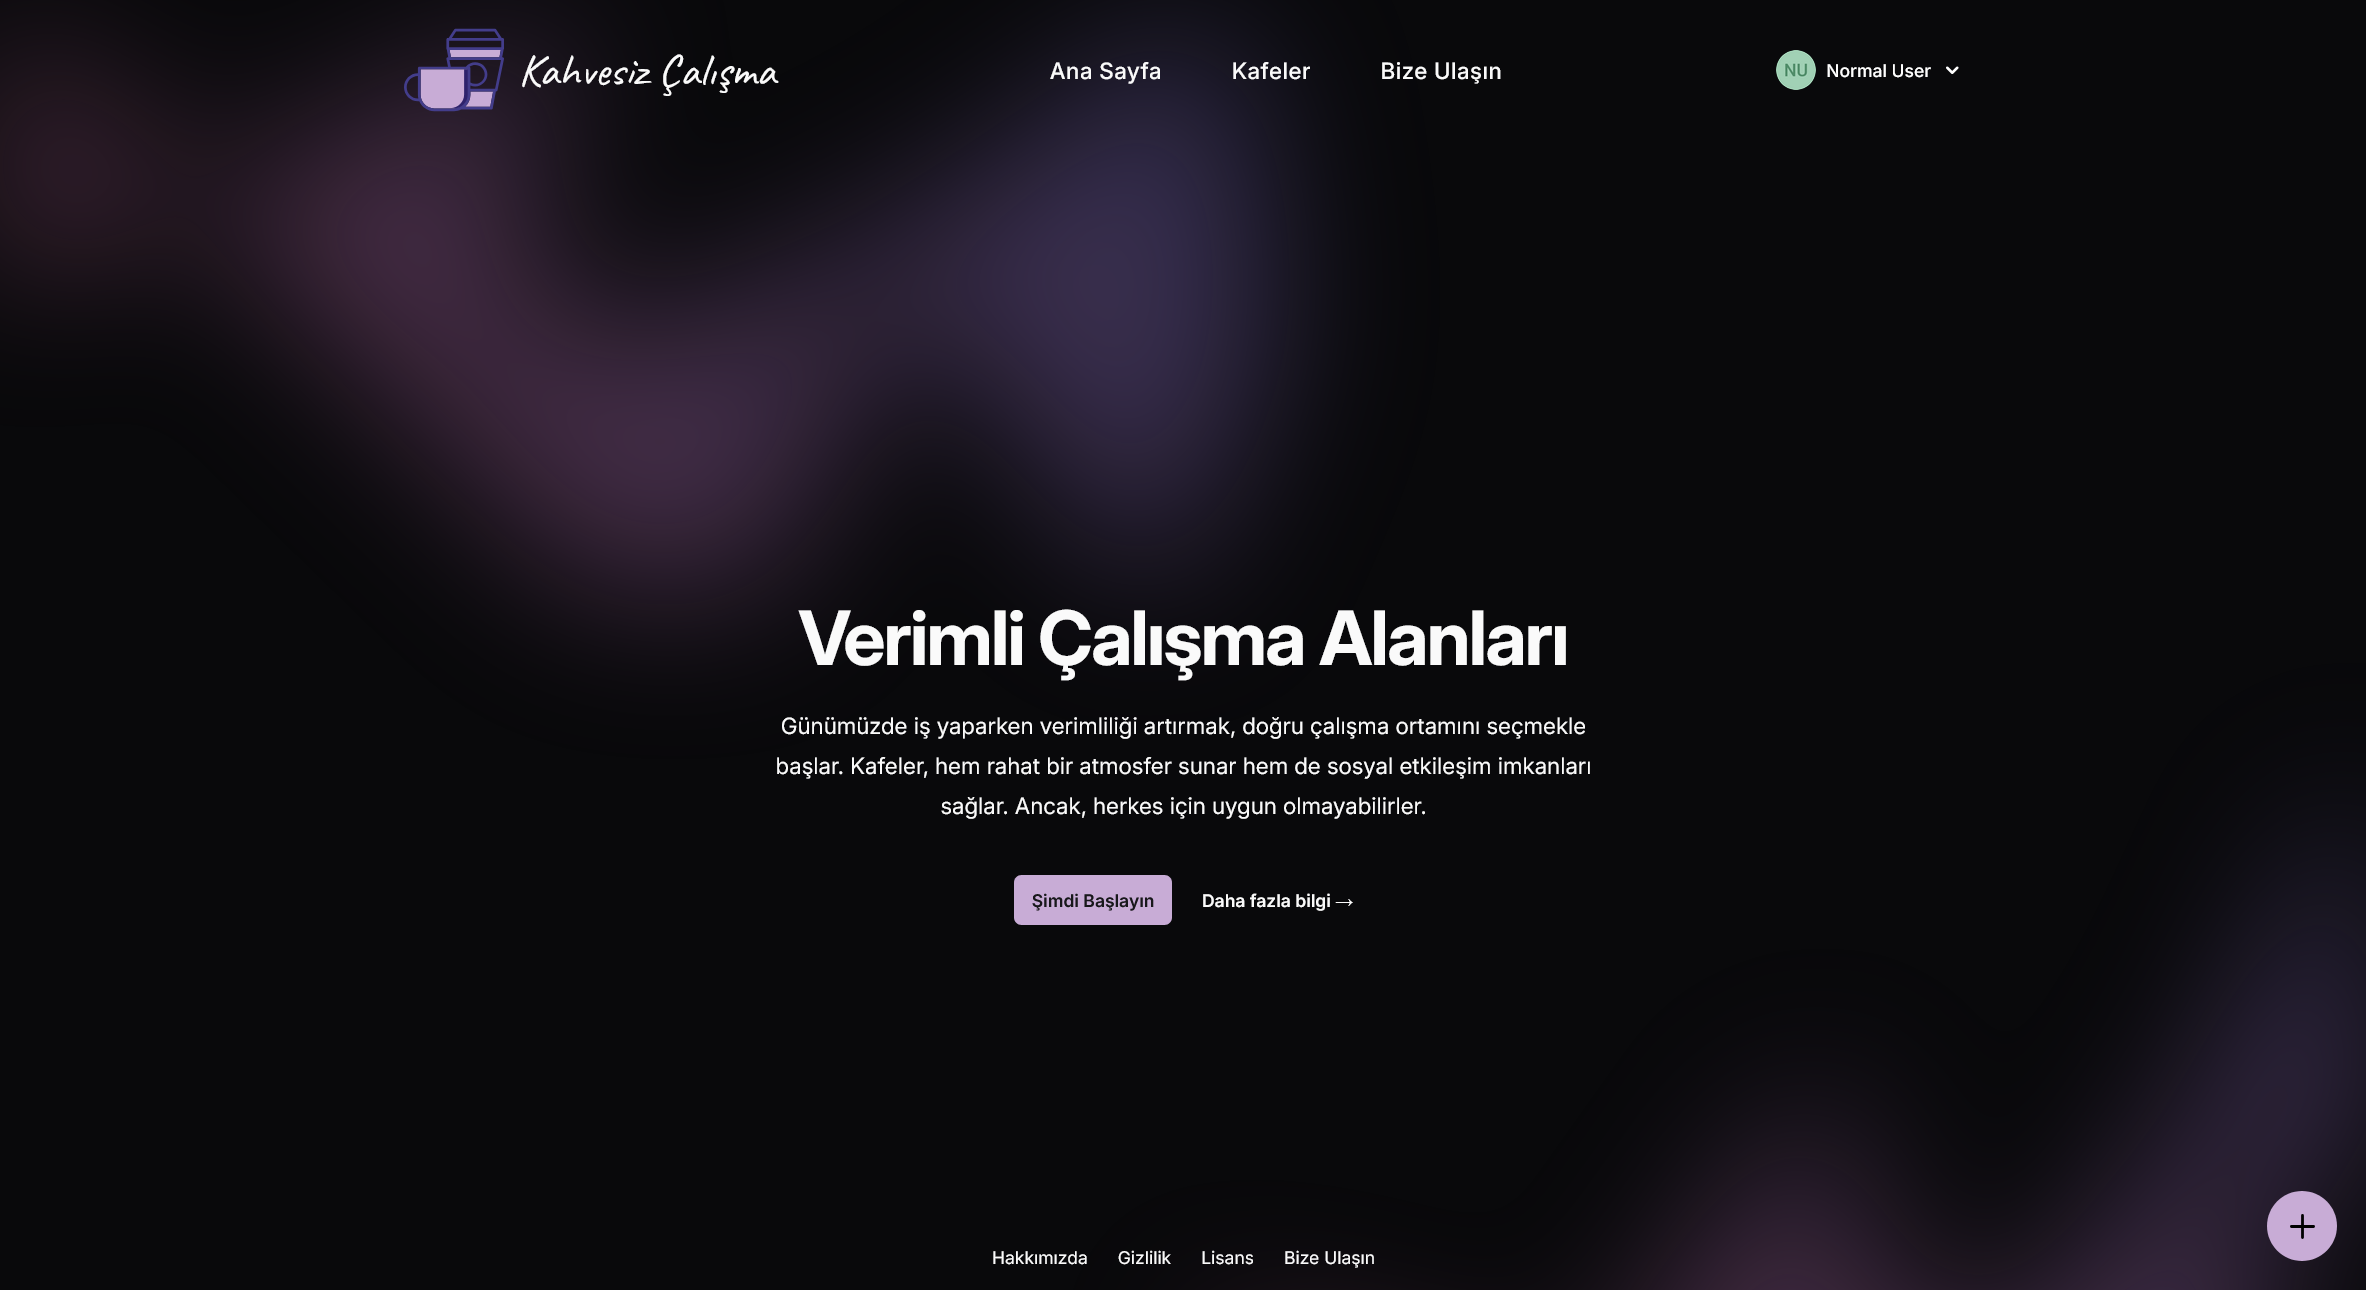 Kahvesiz Çalışma
Ana Sayfa
Kafeler
Bize Ulaşın
NU
Normal User
Verimli Çalışma Alanları
Günümüzde iş yaparken verimliliği artırmak, doğru çalışma ortamını seçmekle
başlar. Kafeler, hem rahat bir atmosfer sunar hem de sosyal etkileşim imkanları
sağlar. Ancak, herkes için uygun olmayabilirler.
Şimdi Başlayın
Daha fazla bilgi →
Hakkımızda
Gizlilik
Lisans
Bize Ulaşın